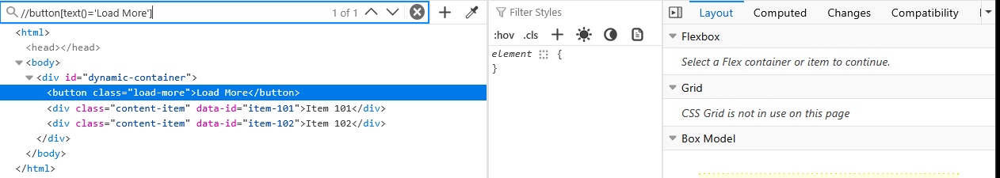 //button[text()='Load More'] 1 of 1
<html>
<head></head>
<body>
<div id="dynamic-container">
<button class="load-more">Load More</button>
<div class="content-item" data-id="item-101">Item 101</div>
<div class="content-item" data-id="item-102">Item 102</div>
</div>
</body>
</html>
Filter Styles
:hov .cls
element {
}
Layout Computed Changes Compatibility
Flexbox
Select a Flex container or item to continue.
Grid
CSS Grid is not in use on this page
Box Model